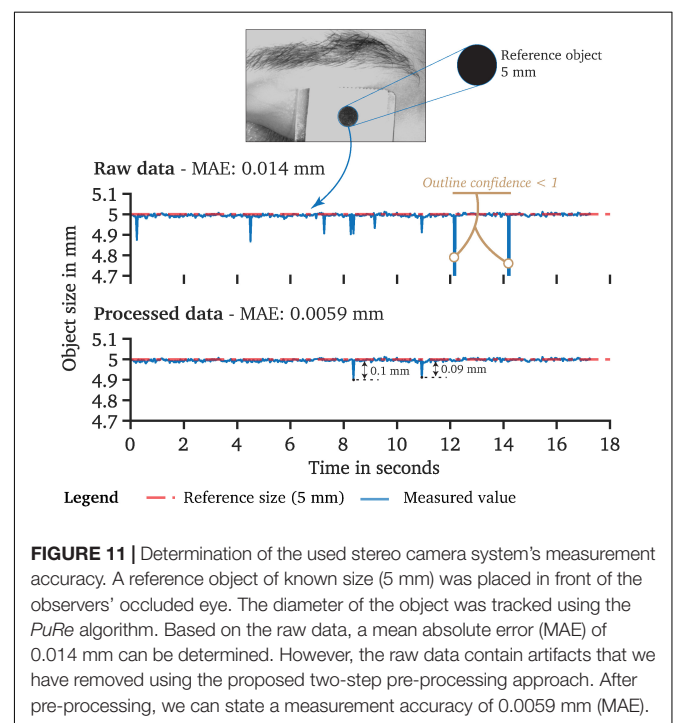 Reference object
5 mm
Raw data - MAE: 0.014 mm
Outline confidence < 1
5.1
5
4.9
4.8
4.7
Object size in mm
Processed data - MAE: 0.0059 mm
5.1
5
4.9
4.8
4.7
0.1 mm
0.09 mm
0 2 4 6 8 10 12 14 16 18
Time in seconds
Legend Reference size (5 mm) Measured value
FIGURE 11 | Determination of the used stereo camera system’s measurement
accuracy. A reference object of known size (5 mm) was placed in front of the
observers’ occluded eye. The diameter of the object was tracked using the
PuRe algorithm. Based on the raw data, a mean absolute error (MAE) of
0.014 mm can be determined. However, the raw data contain artifacts that we
have removed using the proposed two-step pre-processing approach. After
pre-processing, we can state a measurement accuracy of 0.0059 mm (MAE).